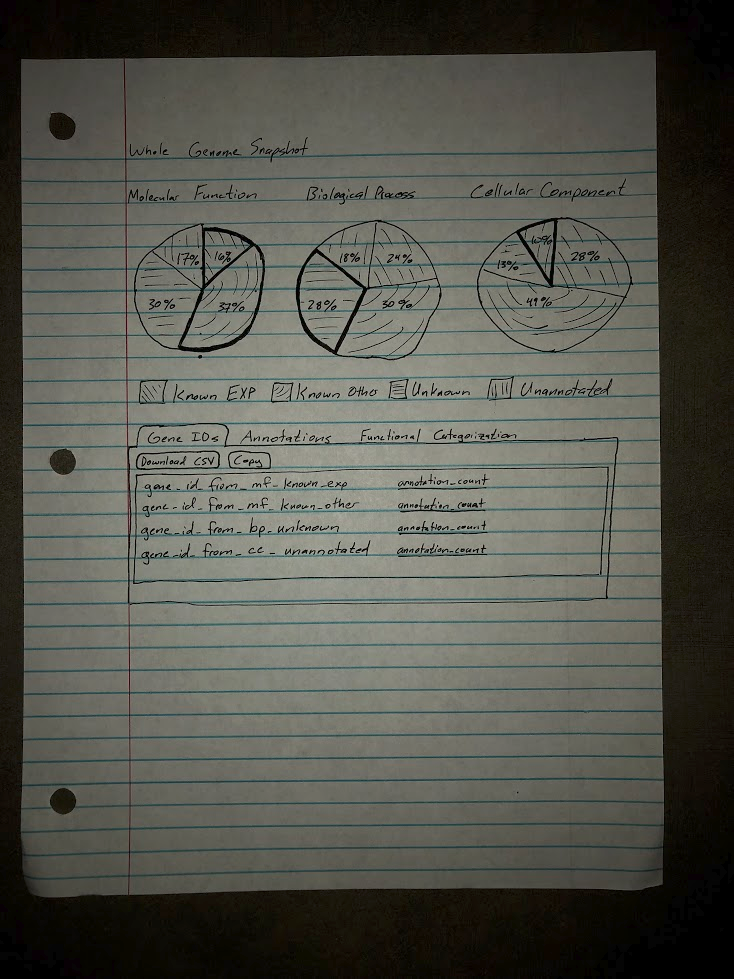 Whole Genome Snapshot
Molecular Function Biological Process Cellular Component
17% 16% 30% 37%
18% 24% 28% 30%
10% 28% 13% 49%
Known EXP Known Other Unknown Unannotated
Gene IDs Annotations Functional Categorization
Download CSV Copy
gene_id_from_mf_known_exp annotation_count
gene_id_from_mf_known_other annotation_count
gene_id_from_bp_unknown annotation_count
gene_id_from_cc_unannotated annotation_count